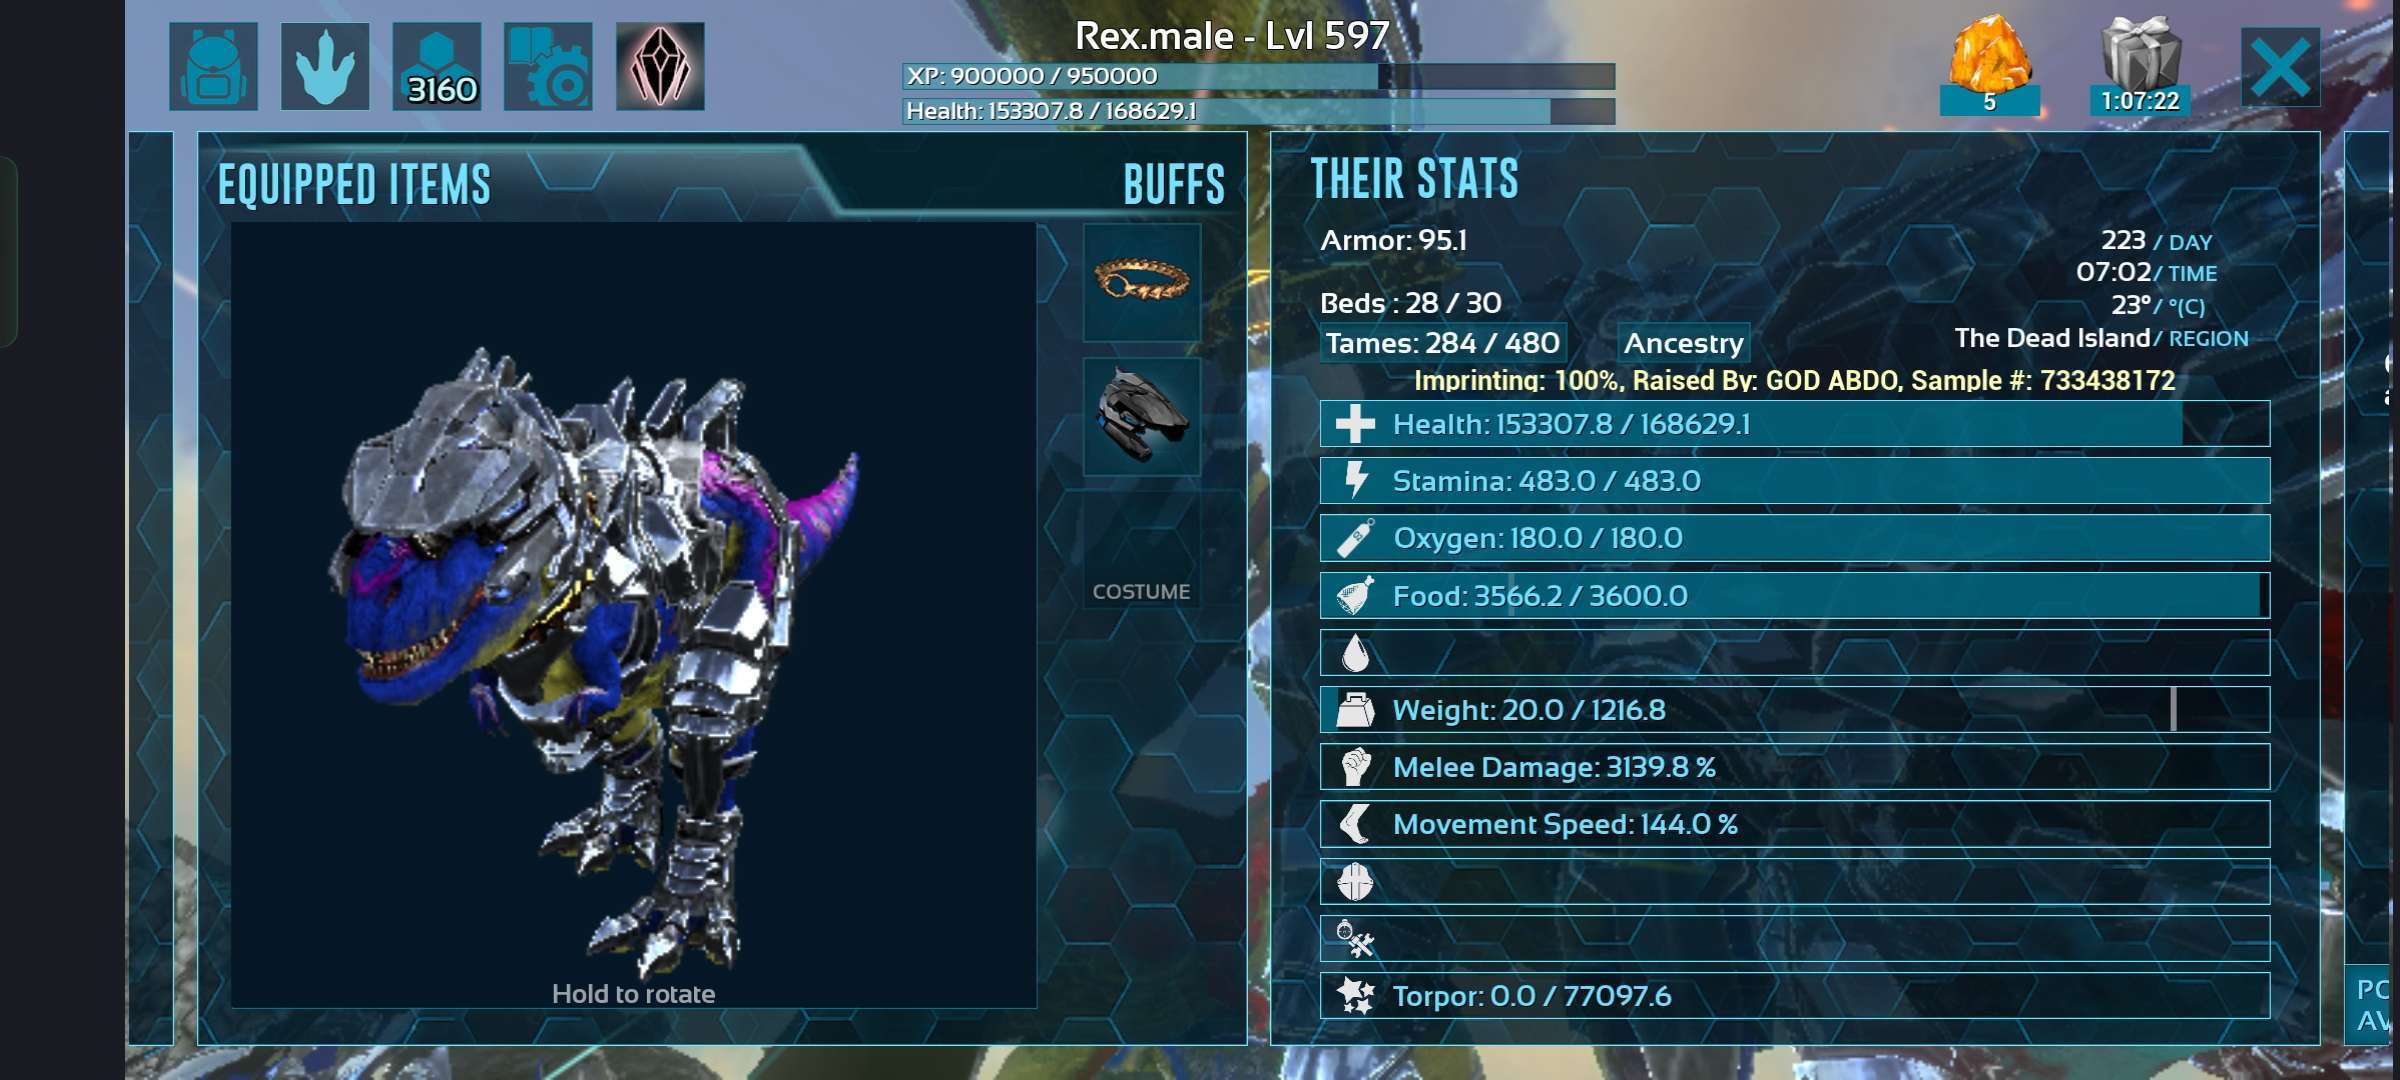 Rex.male - Lvl 597
3160
XP: 900000 / 950000
Health: 153307.8 / 168629.1
5
1:07:22
EQUIPPED ITEMS
BUFFS
COSTUME
Hold to rotate
THEIR STATS
Armor: 95.1
223 / DAY
07:02 / TIME
23° / °(C)
Beds : 28 / 30
Tames: 284 / 480
Ancestry
The Dead Island / REGION
Imprinting: 100%, Raised By: GOD ABDO, Sample #: 733438172
Health: 153307.8 / 168629.1
Stamina: 483.0 / 483.0
Oxygen: 180.0 / 180.0
Food: 3566.2 / 3600.0
Weight: 20.0 / 1216.8
Melee Damage: 3139.8 %
Movement Speed: 144.0 %
Torpor: 0.0 / 77097.6